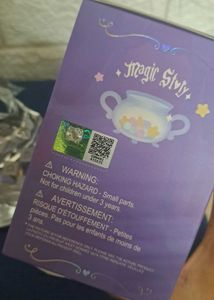 Magic Story
⚠ WARNING:
CHOKING HAZARD - Small parts.
Not for children under 3 years.
⚠ AVERTISSEMENT:
RISQUE D'ÉTOUFFEMENT - Petites
pièces. Pas pour les enfants de moins de
3 ans.